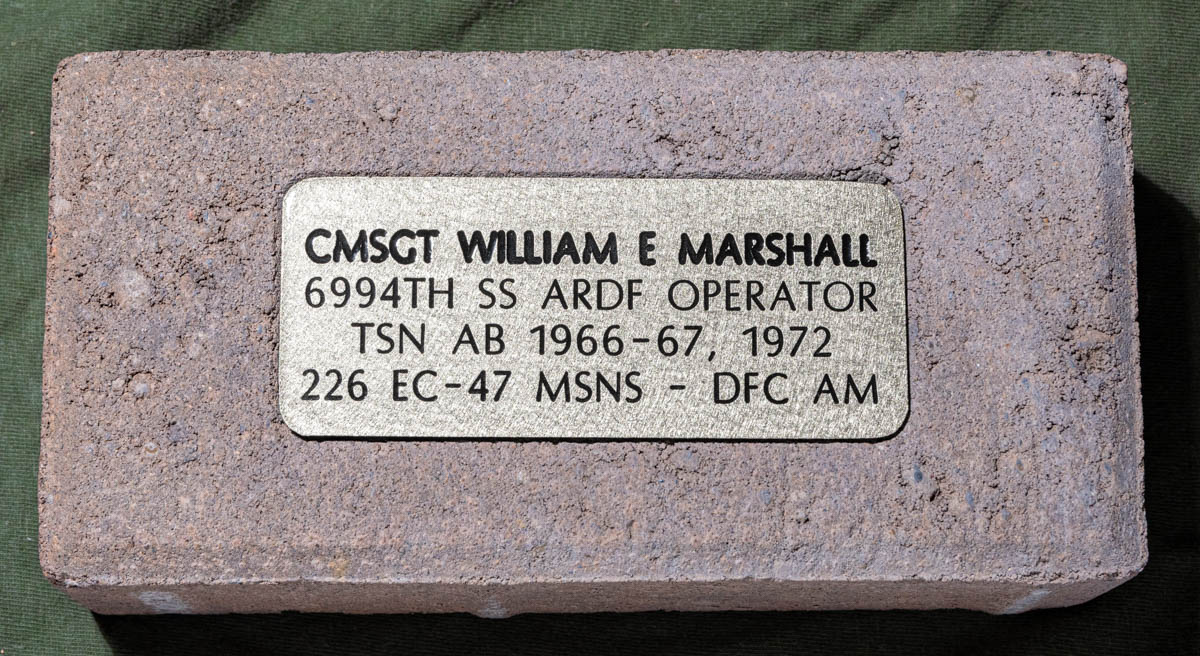 CMSGT WILLIAM E MARSHALL
6994TH SS ARDF OPERATOR
TSN AB 1966-67, 1972
226 EC-47 MSNS - DFC AM